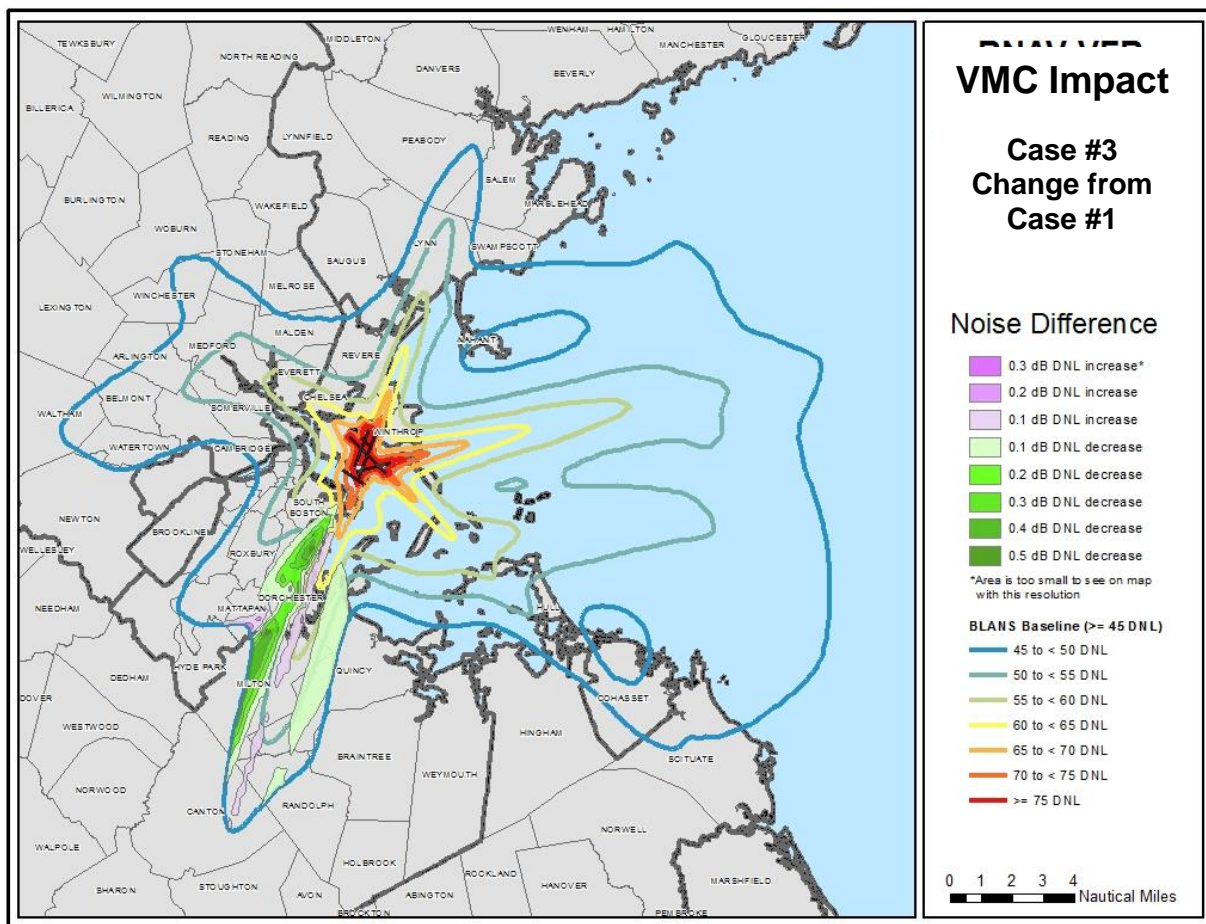 MIDDLETON
WENHAM
HAMILTON
GLOUCESTER
TEWKSBURY
NORTH READING
MANCHESTER
DANVERS
BEVERLY
WILMINGTON
BILLERICA
READING
LYNNFIELD
PEABODY
SALEM
BURLINGTON
WAKEFIELD
MARBLEHEAD
WOBURN
LYNN
SWAMPSCOTT
STONEHAM
SAUGUS
MELROSE
WINCHESTER
LEXINGTON
MALDEN
NAHANT
MEDFORD
REVERE
ARLINGTON
EVERETT
CHELSEA
BELMONT
SOMERVILLE
WALTHAM
WINTHROP
WATERTOWN
CAMBRIDGE
SOUTH
BOSTON
NEWTON
BROOKLINE
WELLESLEY
ROXBURY
NEEDHAM
DORCHESTER
MATTAPAN
HULL
HYDE PARK
QUINCY
DEDHAM
MILTON
DOVER
COHASSET
WESTWOOD
HINGHAM
BRAINTREE
SCITUATE
WEYMOUTH
NORWOOD
CANTON
RANDOLPH
NORWELL
WALPOLE
HOLBROOK
ROCKLAND
SHARON
STOUGHTON
AVON
ABINGTON
HANOVER
MARSHFIELD
BROCKTON
PEMBROKE
VMC Impact
Case #3
Change from
Case #1
Noise Difference
0.3 dB DNL increase*
0.2 dB DNL increase
0.1 dB DNL increase
0.1 dB DNL decrease
0.2 dB DNL decrease
0.3 dB DNL decrease
0.4 dB DNL decrease
0.5 dB DNL decrease
*Area is too small to see on map
with this resolution
BLANS Baseline (>= 45 DNL)
45 to < 50 DNL
50 to < 55 DNL
55 to < 60 DNL
60 to < 65 DNL
65 to < 70 DNL
70 to < 75 DNL
>= 75 DNL
0 1 2 3 4
Nautical Miles